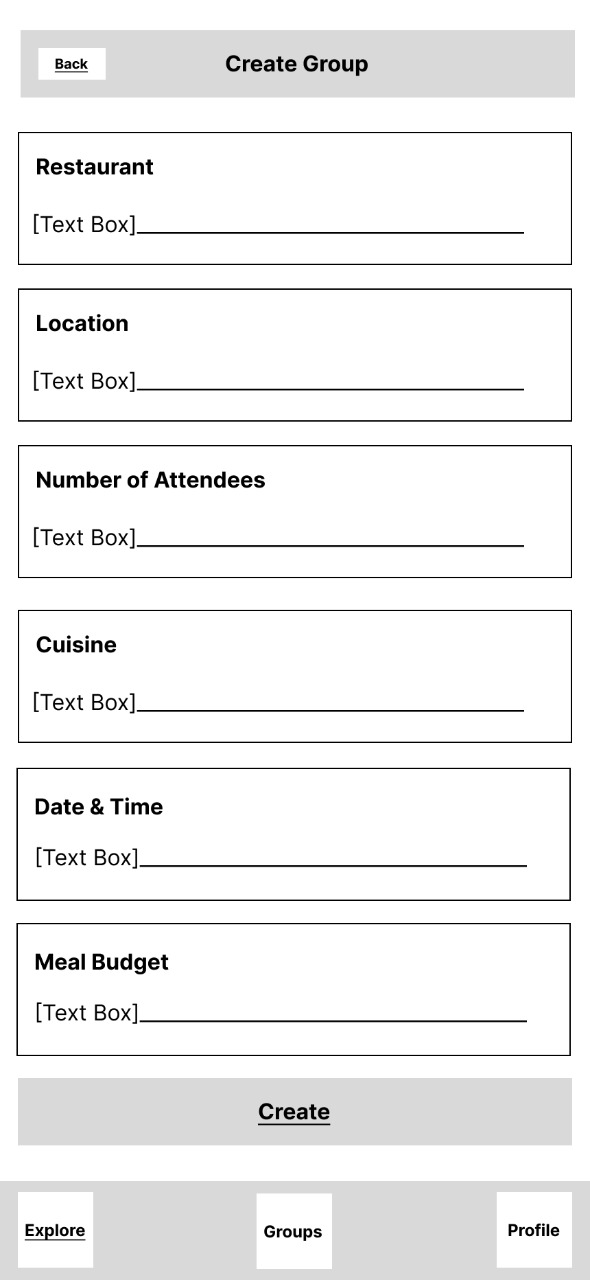 Back
Create Group
Restaurant
[Text Box]
Location
[Text Box]
Number of Attendees
[Text Box]
Cuisine
[Text Box]
Date & Time
[Text Box]
Meal Budget
[Text Box]
Create
Explore
Groups
Profile